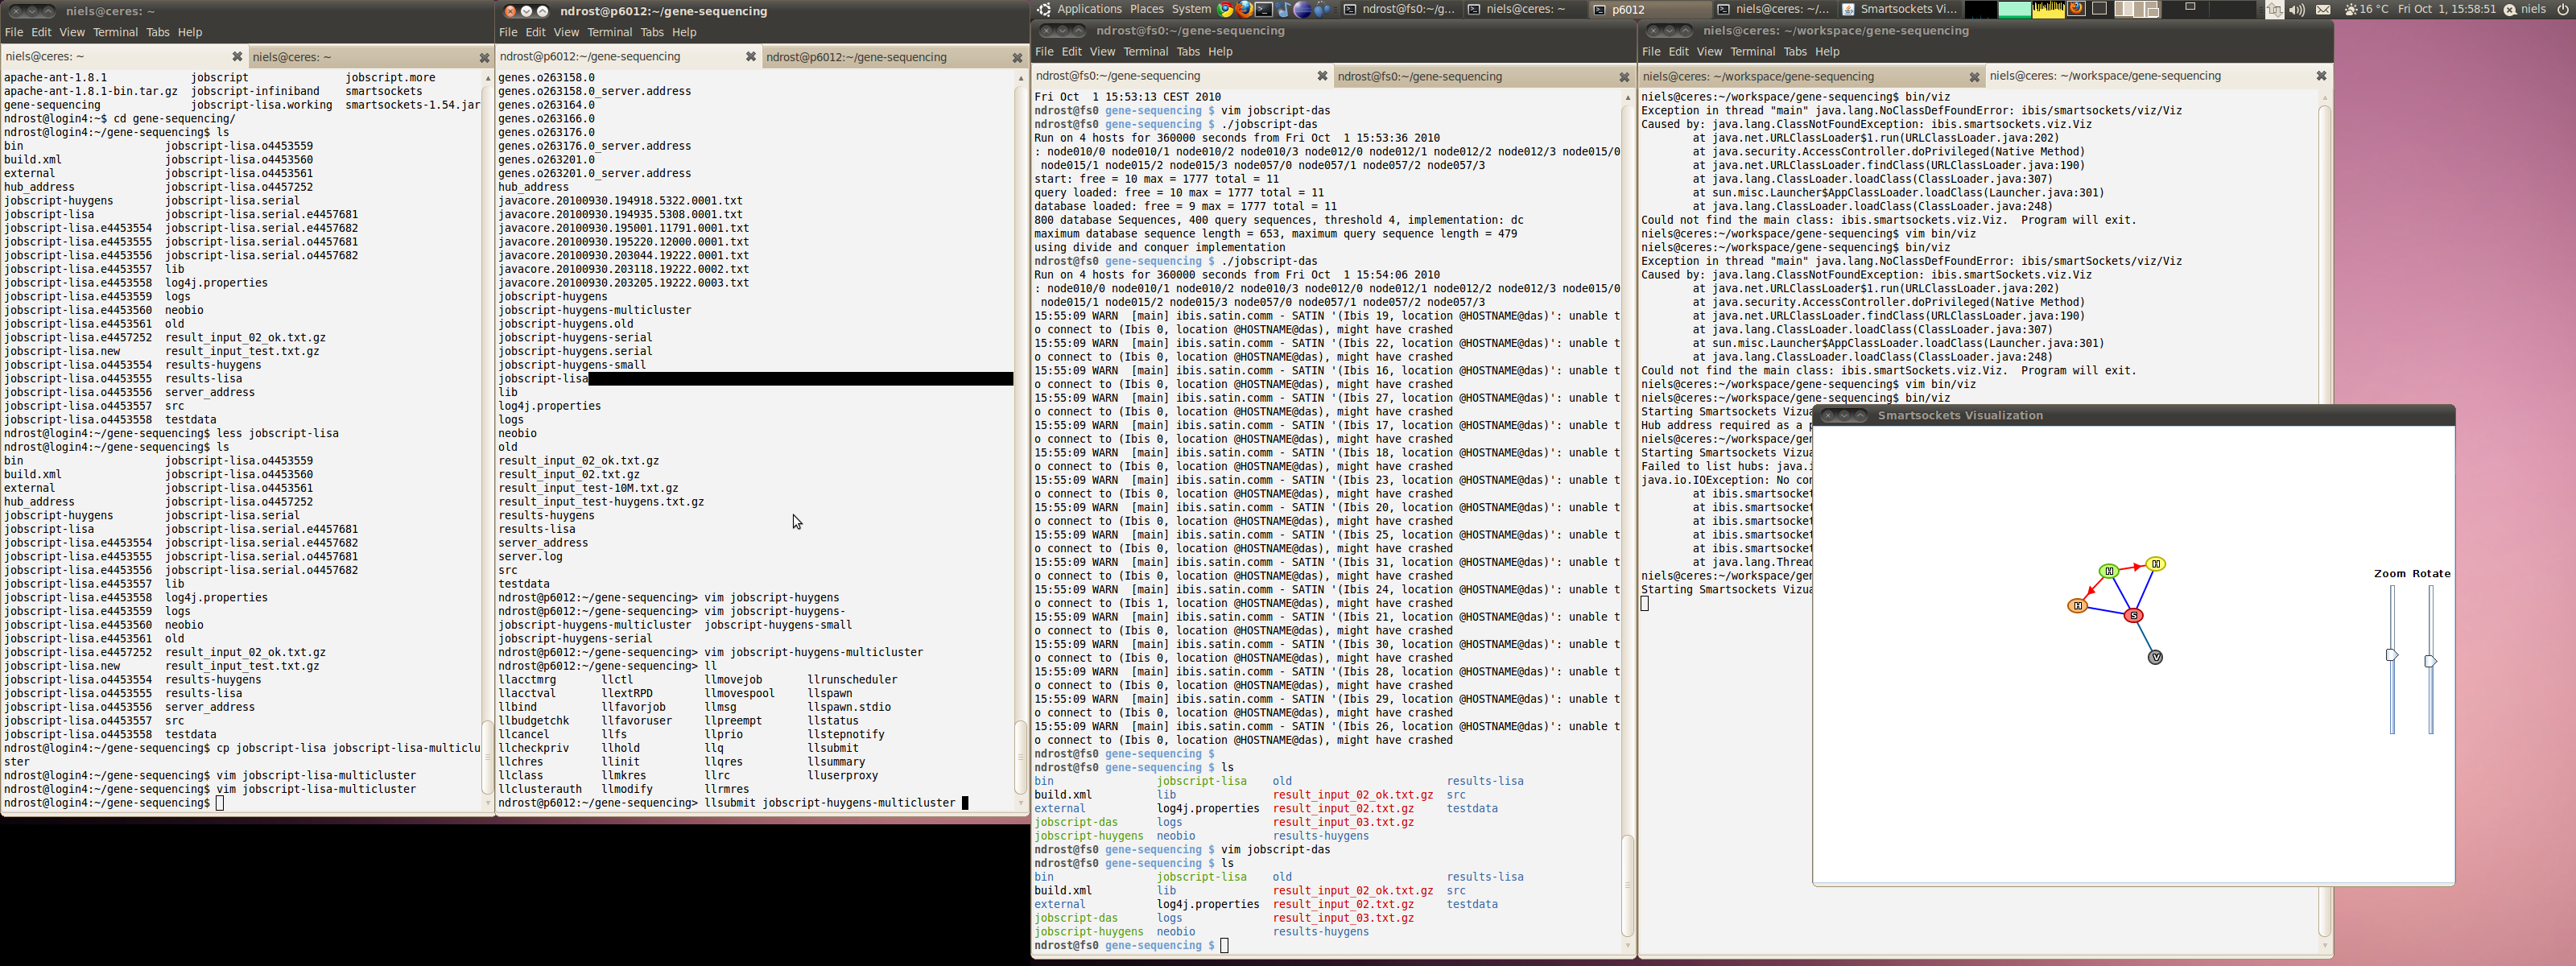 niels@ceres: ~
File Edit View Terminal Tabs Help
niels@ceres: ~
niels@ceres: ~
apache-ant-1.8.1 jobscript jobscript.more
apache-ant-1.8.1-bin.tar.gz jobscript-infiniband smartsockets
gene-sequencing jobscript-lisa.working smartsockets-1.54.jar
ndrost@login4:~$ cd gene-sequencing/
ndrost@login4:~/gene-sequencing$ ls
bin jobscript-lisa.o4453559
build.xml jobscript-lisa.o4453560
external jobscript-lisa.o4453561
hub_address jobscript-lisa.o4457252
jobscript-huygens jobscript-lisa.serial
jobscript-lisa jobscript-lisa.serial.e4457681
jobscript-lisa.e4453554 jobscript-lisa.serial.e4457682
jobscript-lisa.e4453555 jobscript-lisa.serial.o4457681
jobscript-lisa.e4453556 jobscript-lisa.serial.o4457682
jobscript-lisa.e4453557 lib
jobscript-lisa.e4453558 log4j.properties
jobscript-lisa.e4453559 logs
jobscript-lisa.e4453560 neobio
jobscript-lisa.e4453561 old
jobscript-lisa.e4457252 result_input_02_ok.txt.gz
jobscript-lisa.new result_input_test.txt.gz
jobscript-lisa.o4453554 results-huygens
jobscript-lisa.o4453555 results-lisa
jobscript-lisa.o4453556 server_address
jobscript-lisa.o4453557 src
jobscript-lisa.o4453558 testdata
ndrost@login4:~/gene-sequencing$ less jobscript-lisa
ndrost@login4:~/gene-sequencing$ ls
bin jobscript-lisa.o4453559
build.xml jobscript-lisa.o4453560
external jobscript-lisa.o4453561
hub_address jobscript-lisa.o4457252
jobscript-huygens jobscript-lisa.serial
jobscript-lisa jobscript-lisa.serial.e4457681
jobscript-lisa.e4453554 jobscript-lisa.serial.e4457682
jobscript-lisa.e4453555 jobscript-lisa.serial.o4457681
jobscript-lisa.e4453556 jobscript-lisa.serial.o4457682
jobscript-lisa.e4453557 lib
jobscript-lisa.e4453558 log4j.properties
jobscript-lisa.e4453559 logs
jobscript-lisa.e4453560 neobio
jobscript-lisa.e4453561 old
jobscript-lisa.e4457252 result_input_02_ok.txt.gz
jobscript-lisa.new result_input_test.txt.gz
jobscript-lisa.o4453554 results-huygens
jobscript-lisa.o4453555 results-lisa
jobscript-lisa.o4453556 server_address
jobscript-lisa.o4453557 src
jobscript-lisa.o4453558 testdata
ndrost@login4:~/gene-sequencing$ cp jobscript-lisa jobscript-lisa-multiclu
ster
ndrost@login4:~/gene-sequencing$ vim jobscript-lisa-multicluster
ndrost@login4:~/gene-sequencing$ vim jobscript-lisa-multicluster
ndrost@login4:~/gene-sequencing$
ndrost@p6012:~/gene-sequencing
File Edit View Terminal Tabs Help
ndrost@p6012:~/gene-sequencing
ndrost@p6012:~/gene-sequencing
genes.o263158.0
genes.o263158.0_server.address
genes.o263164.0
genes.o263166.0
genes.o263176.0
genes.o263176.0_server.address
genes.o263201.0
genes.o263201.0_server.address
hub_address
javacore.20100930.194918.5322.0001.txt
javacore.20100930.194935.5308.0001.txt
javacore.20100930.195001.11791.0001.txt
javacore.20100930.195220.12000.0001.txt
javacore.20100930.203044.19222.0001.txt
javacore.20100930.203118.19222.0002.txt
javacore.20100930.203205.19222.0003.txt
jobscript-huygens
jobscript-huygens-multicluster
jobscript-huygens.old
jobscript-huygens-serial
jobscript-huygens.serial
jobscript-huygens-small
jobscript-lisa
lib
log4j.properties
logs
neobio
old
result_input_02_ok.txt.gz
result_input_02.txt.gz
result_input_test-10M.txt.gz
result_input_test-huygens.txt.gz
results-huygens
results-lisa
server_address
server.log
src
testdata
ndrost@p6012:~/gene-sequencing> vim jobscript-huygens
ndrost@p6012:~/gene-sequencing> vim jobscript-huygens-
jobscript-huygens-multicluster jobscript-huygens-small
jobscript-huygens-serial
ndrost@p6012:~/gene-sequencing> vim jobscript-huygens-multicluster
ndrost@p6012:~/gene-sequencing> ll
llacctmrg llctl llmovejob llrunscheduler
llacctval llextRPD llmovespool llspawn
llbind llfavorjob llmsg llspawn.stdio
llbudgetchk llfavoruser llpreempt llstatus
llcancel llfs llprio llstepnotify
llcheckpriv llhold llq llsubmit
llchres llinit llqres llsummary
llclass llmkres llrc lluserproxy
llclusterauth llmodify llrmres
ndrost@p6012:~/gene-sequencing> llsubmit jobscript-huygens-multicluster
Applications Places System
ndrost@fs0:~/g...
niels@ceres: ~
p6012
niels@ceres: ~/...
Smartsockets Vi...
16 °C Fri Oct 1, 15:58:51 niels
ndrost@fs0:~/gene-sequencing
File Edit View Terminal Tabs Help
ndrost@fs0:~/gene-sequencing
ndrost@fs0:~/gene-sequencing
Fri Oct 1 15:53:13 CEST 2010
ndrost@fs0 gene-sequencing $ vim jobscript-das
ndrost@fs0 gene-sequencing $ ./jobscript-das
Run on 4 hosts for 360000 seconds from Fri Oct 1 15:53:36 2010
: node010/0 node010/1 node010/2 node010/3 node012/0 node012/1 node012/2 node012/3 node015/0
node015/1 node015/2 node015/3 node057/0 node057/1 node057/2 node057/3
start: free = 10 max = 1777 total = 11
query loaded: free = 10 max = 1777 total = 11
database loaded: free = 9 max = 1777 total = 11
800 database Sequences, 400 query sequences, threshold 4, implementation: dc
maximum database sequence length = 653, maximum query sequence length = 479
using divide and conquer implementation
ndrost@fs0 gene-sequencing $ ./jobscript-das
Run on 4 hosts for 360000 seconds from Fri Oct 1 15:54:06 2010
: node010/0 node010/1 node010/2 node010/3 node012/0 node012/1 node012/2 node012/3 node015/0
node015/1 node015/2 node015/3 node057/0 node057/1 node057/2 node057/3
15:55:09 WARN [main] ibis.satin.comm - SATIN '(Ibis 19, location @HOSTNAME@das)': unable t
o connect to (Ibis 0, location @HOSTNAME@das), might have crashed
15:55:09 WARN [main] ibis.satin.comm - SATIN '(Ibis 22, location @HOSTNAME@das)': unable t
o connect to (Ibis 0, location @HOSTNAME@das), might have crashed
15:55:09 WARN [main] ibis.satin.comm - SATIN '(Ibis 16, location @HOSTNAME@das)': unable t
o connect to (Ibis 0, location @HOSTNAME@das), might have crashed
15:55:09 WARN [main] ibis.satin.comm - SATIN '(Ibis 27, location @HOSTNAME@das)': unable t
o connect to (Ibis 0, location @HOSTNAME@das), might have crashed
15:55:09 WARN [main] ibis.satin.comm - SATIN '(Ibis 17, location @HOSTNAME@das)': unable t
o connect to (Ibis 0, location @HOSTNAME@das), might have crashed
15:55:09 WARN [main] ibis.satin.comm - SATIN '(Ibis 18, location @HOSTNAME@das)': unable t
o connect to (Ibis 0, location @HOSTNAME@das), might have crashed
15:55:09 WARN [main] ibis.satin.comm - SATIN '(Ibis 23, location @HOSTNAME@das)': unable t
o connect to (Ibis 0, location @HOSTNAME@das), might have crashed
15:55:09 WARN [main] ibis.satin.comm - SATIN '(Ibis 20, location @HOSTNAME@das)': unable t
o connect to (Ibis 0, location @HOSTNAME@das), might have crashed
15:55:09 WARN [main] ibis.satin.comm - SATIN '(Ibis 25, location @HOSTNAME@das)': unable t
o connect to (Ibis 0, location @HOSTNAME@das), might have crashed
15:55:09 WARN [main] ibis.satin.comm - SATIN '(Ibis 31, location @HOSTNAME@das)': unable t
o connect to (Ibis 0, location @HOSTNAME@das), might have crashed
15:55:09 WARN [main] ibis.satin.comm - SATIN '(Ibis 24, location @HOSTNAME@das)': unable t
o connect to (Ibis 1, location @HOSTNAME@das), might have crashed
15:55:09 WARN [main] ibis.satin.comm - SATIN '(Ibis 21, location @HOSTNAME@das)': unable t
o connect to (Ibis 0, location @HOSTNAME@das), might have crashed
15:55:09 WARN [main] ibis.satin.comm - SATIN '(Ibis 30, location @HOSTNAME@das)': unable t
o connect to (Ibis 0, location @HOSTNAME@das), might have crashed
15:55:09 WARN [main] ibis.satin.comm - SATIN '(Ibis 28, location @HOSTNAME@das)': unable t
o connect to (Ibis 0, location @HOSTNAME@das), might have crashed
15:55:09 WARN [main] ibis.satin.comm - SATIN '(Ibis 29, location @HOSTNAME@das)': unable t
o connect to (Ibis 0, location @HOSTNAME@das), might have crashed
15:55:09 WARN [main] ibis.satin.comm - SATIN '(Ibis 26, location @HOSTNAME@das)': unable t
o connect to (Ibis 0, location @HOSTNAME@das), might have crashed
ndrost@fs0 gene-sequencing $
ndrost@fs0 gene-sequencing $ ls
bin jobscript-lisa old results-lisa
build.xml lib result_input_02_ok.txt.gz src
external log4j.properties result_input_02.txt.gz testdata
jobscript-das logs result_input_03.txt.gz
jobscript-huygens neobio results-huygens
ndrost@fs0 gene-sequencing $ vim jobscript-das
ndrost@fs0 gene-sequencing $ ls
bin jobscript-lisa old results-lisa
build.xml lib result_input_02_ok.txt.gz src
external log4j.properties result_input_02.txt.gz testdata
jobscript-das logs result_input_03.txt.gz
jobscript-huygens neobio results-huygens
ndrost@fs0 gene-sequencing $
niels@ceres: ~/workspace/gene-sequencing
File Edit View Terminal Tabs Help
niels@ceres: ~/workspace/gene-sequencing
niels@ceres: ~/workspace/gene-sequencing
niels@ceres:~/workspace/gene-sequencing$ bin/viz
Exception in thread "main" java.lang.NoClassDefFoundError: ibis/smartsockets/viz/Viz
Caused by: java.lang.ClassNotFoundException: ibis.smartsockets.viz.Viz
at java.net.URLClassLoader$1.run(URLClassLoader.java:202)
at java.security.AccessController.doPrivileged(Native Method)
at java.net.URLClassLoader.findClass(URLClassLoader.java:190)
at java.lang.ClassLoader.loadClass(ClassLoader.java:307)
at sun.misc.Launcher$AppClassLoader.loadClass(Launcher.java:301)
at java.lang.ClassLoader.loadClass(ClassLoader.java:248)
Could not find the main class: ibis.smartsockets.viz.Viz. Program will exit.
niels@ceres:~/workspace/gene-sequencing$ vim bin/viz
niels@ceres:~/workspace/gene-sequencing$ bin/viz
Exception in thread "main" java.lang.NoClassDefFoundError: ibis/smartSockets/viz/Viz
Caused by: java.lang.ClassNotFoundException: ibis.smartSockets.viz.Viz
at java.net.URLClassLoader$1.run(URLClassLoader.java:202)
at java.security.AccessController.doPrivileged(Native Method)
at java.net.URLClassLoader.findClass(URLClassLoader.java:190)
at java.lang.ClassLoader.loadClass(ClassLoader.java:307)
at sun.misc.Launcher$AppClassLoader.loadClass(Launcher.java:301)
at java.lang.ClassLoader.loadClass(ClassLoader.java:248)
Could not find the main class: ibis.smartSockets.viz.Viz. Program will exit.
niels@ceres:~/workspace/gene-sequencing$ vim bin/viz
niels@ceres:~/workspace/gene-sequencing$ bin/viz
Starting Smartsockets Vizua
Hub address required as a p
niels@ceres:~/workspace/gen
Starting Smartsockets Vizua
Failed to list hubs: java.i
java.io.IOException: No con
at ibis.smartsocket
at ibis.smartsocket
at ibis.smartsocket
at ibis.smartsocket
at ibis.smartsocket
at java.lang.Threa
niels@ceres:~/workspace/gen
Starting Smartsockets Vizua
Smartsockets Visualization
H
H
H
S
V
Zoom Rotate